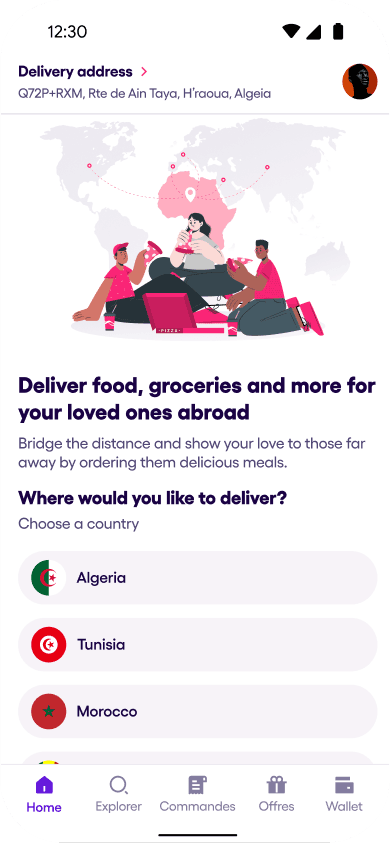 12:30
Delivery address
Q72P+RXM, Rte de Ain Taya, H'raoua, Algeia
PIZZA
Deliver food, groceries and more for
your loved ones abroad
Bridge the distance and show your love to those far
away by ordering them delicious meals.
Where would you like to deliver?
Choose a country
Algeria
Tunisia
Morocco
Home
Explorer
Commandes
Offres
Wallet